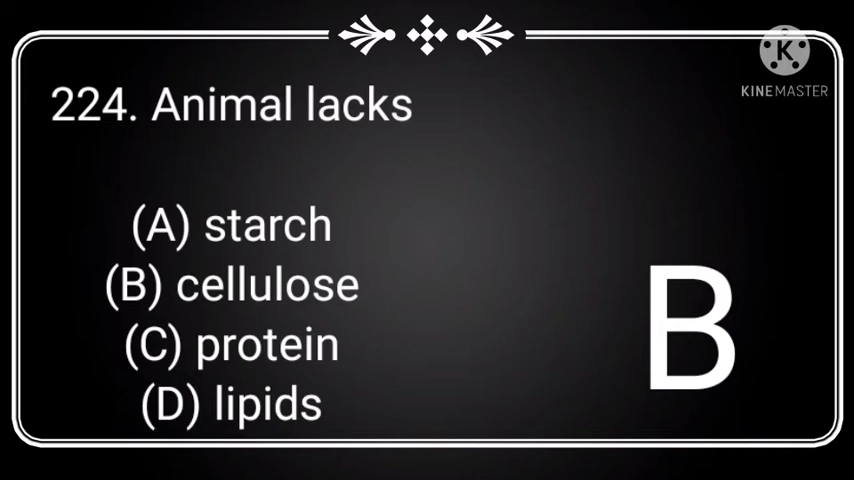 K
KINEMASTER
224. Animal lacks
(A) starch
(B) cellulose
(C) protein
(D) lipids
B